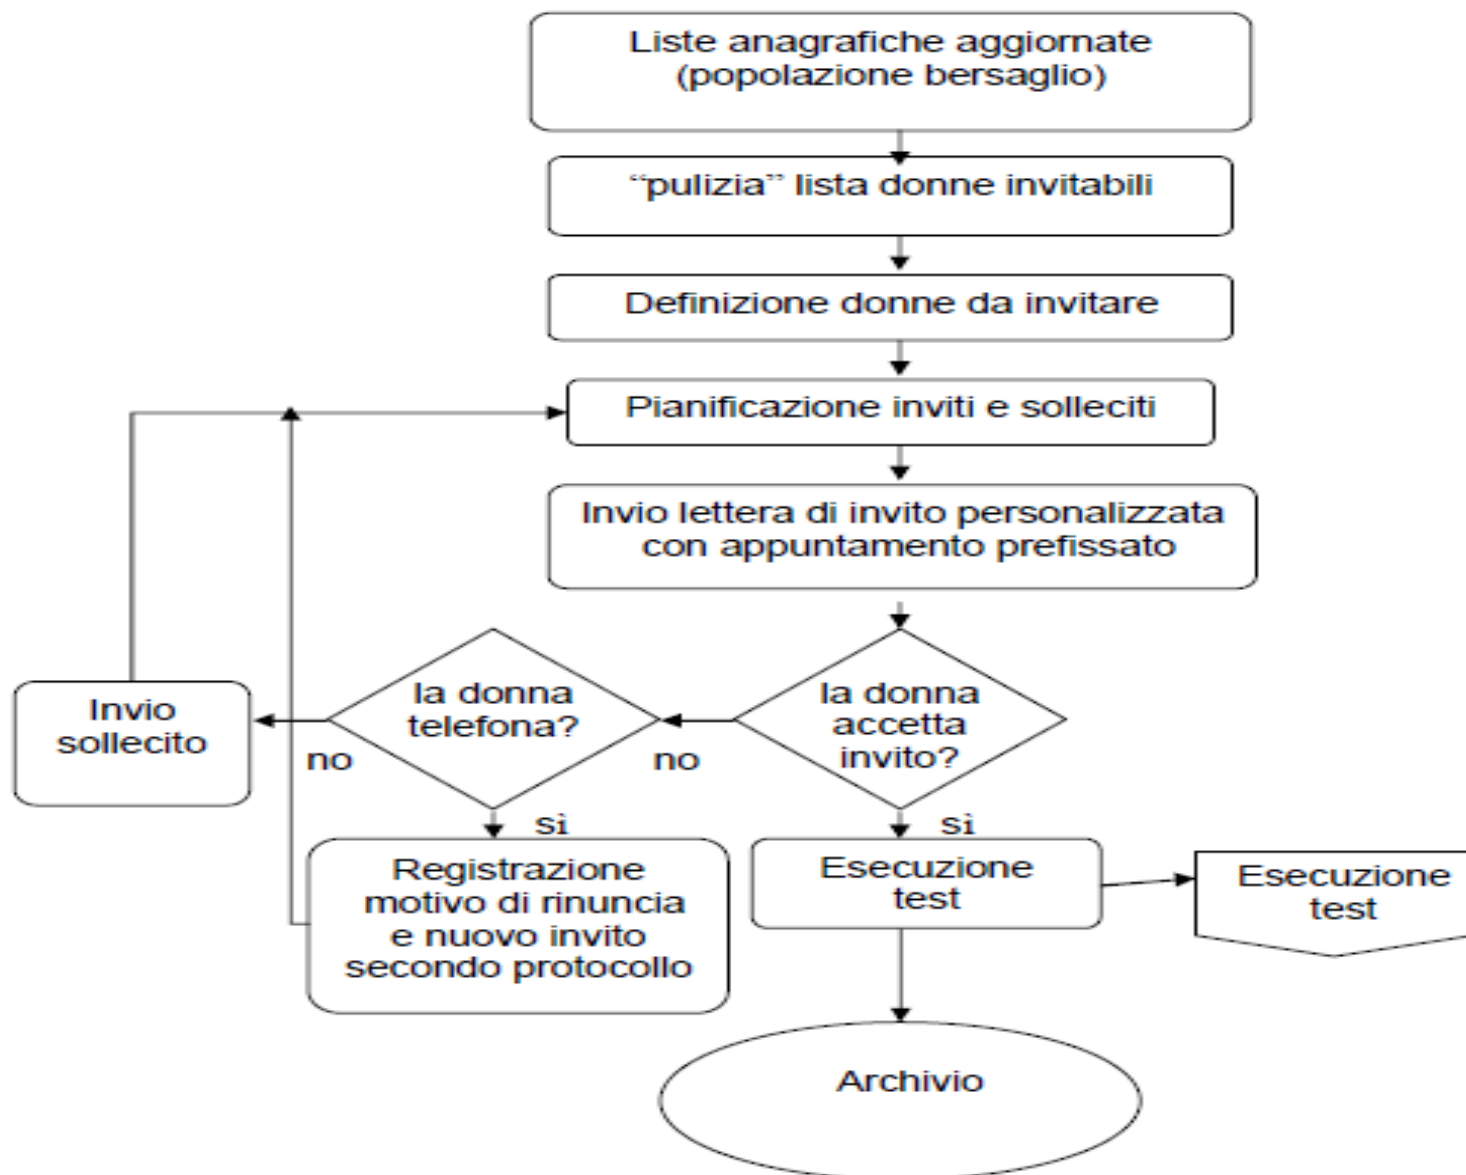 Liste anagrafiche aggiornate
(popolazione bersaglio)
“pulizia” lista donne invitabili
Definizione donne da invitare
Pianificazione inviti e solleciti
Invio lettera di invito personalizzata
con appuntamento prefissato
Invio
sollecito
no
la donna
telefona?
no
la donna
accetta
invito?
sì
sì
Registrazione
motivo di rinuncia
e nuovo invito
secondo protocollo
Esecuzione
test
Esecuzione
test
Archivio